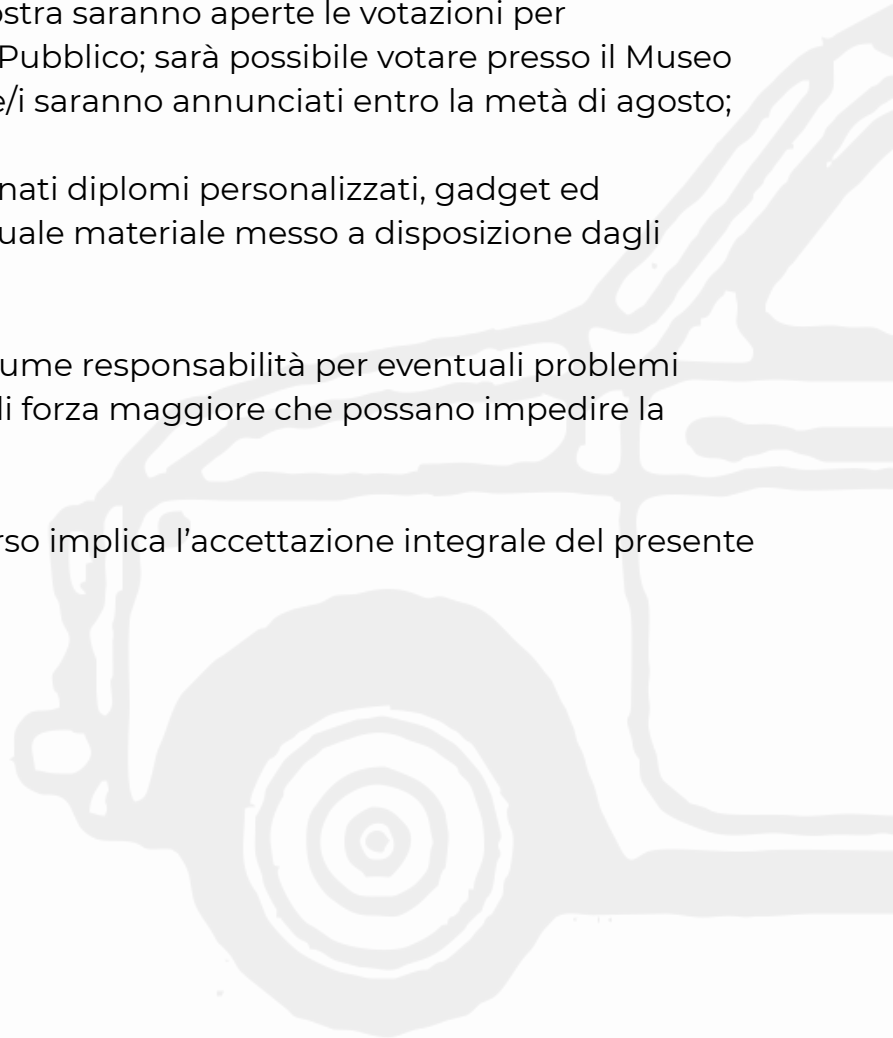 ostra saranno aperte le votazioni per
Pubblico; sarà possibile votare presso il Museo
e/i saranno annunciati entro la metà di agosto;
nati diplomi personalizzati, gadget ed
uale materiale messo a disposizione dagli
ume responsabilità per eventuali problemi
di forza maggiore che possano impedire la
rso implica l’accettazione integrale del presente